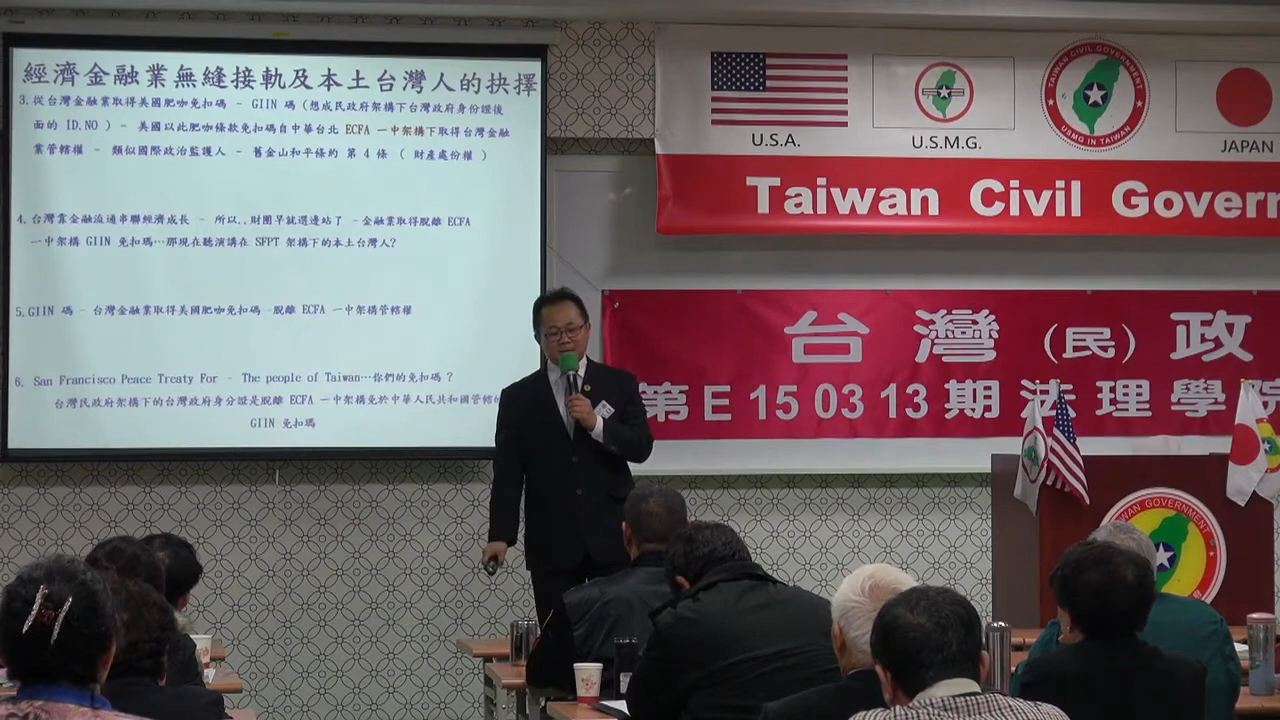 經濟金融業無縫接軌及本土台灣人的抉擇
3.從台灣金融業取得美國肥咖免扣碼 – GIIN 碼 (想成民政府架構下台灣政府身份證後
面的 ID.NO ) – 美國以此肥咖條款免扣碼自中華台北 ECFA 一中架構下取得台灣金融
業管轄權 – 類似國際政治監護人 – 舊金山和平條約 第 4 條 ( 財產處份權 )
4.台灣靠金融流通串聯經濟成長 – 所以..財團早就選邊站了 –金融業取得脫離 ECFA
一中架構 GIIN 免扣瑪…那現在聽演講在 SFPT 架構下的本土台灣人?
5.GIIN 碼 – 台灣金融業取得美國肥咖免扣碼 –脫離 ECFA 一中架構管轄權
6. San Francisco Peace Treaty For – The people of Taiwan…你們的免扣碼 ?
台灣民政府架構下的台灣政府身分證是脫離 ECFA 一中架構免於中華人民共和國管轄的
GIIN 免扣瑪
U.S.A.
U.S.M.G.
TAIWAN CIVIL GOVERNMENT
USMG IN TAIWAN
JAPAN
Taiwan Civil Govern
台灣(民)政
第E 15 03 13 期法理學院
TAIWAN GOVERNMENT